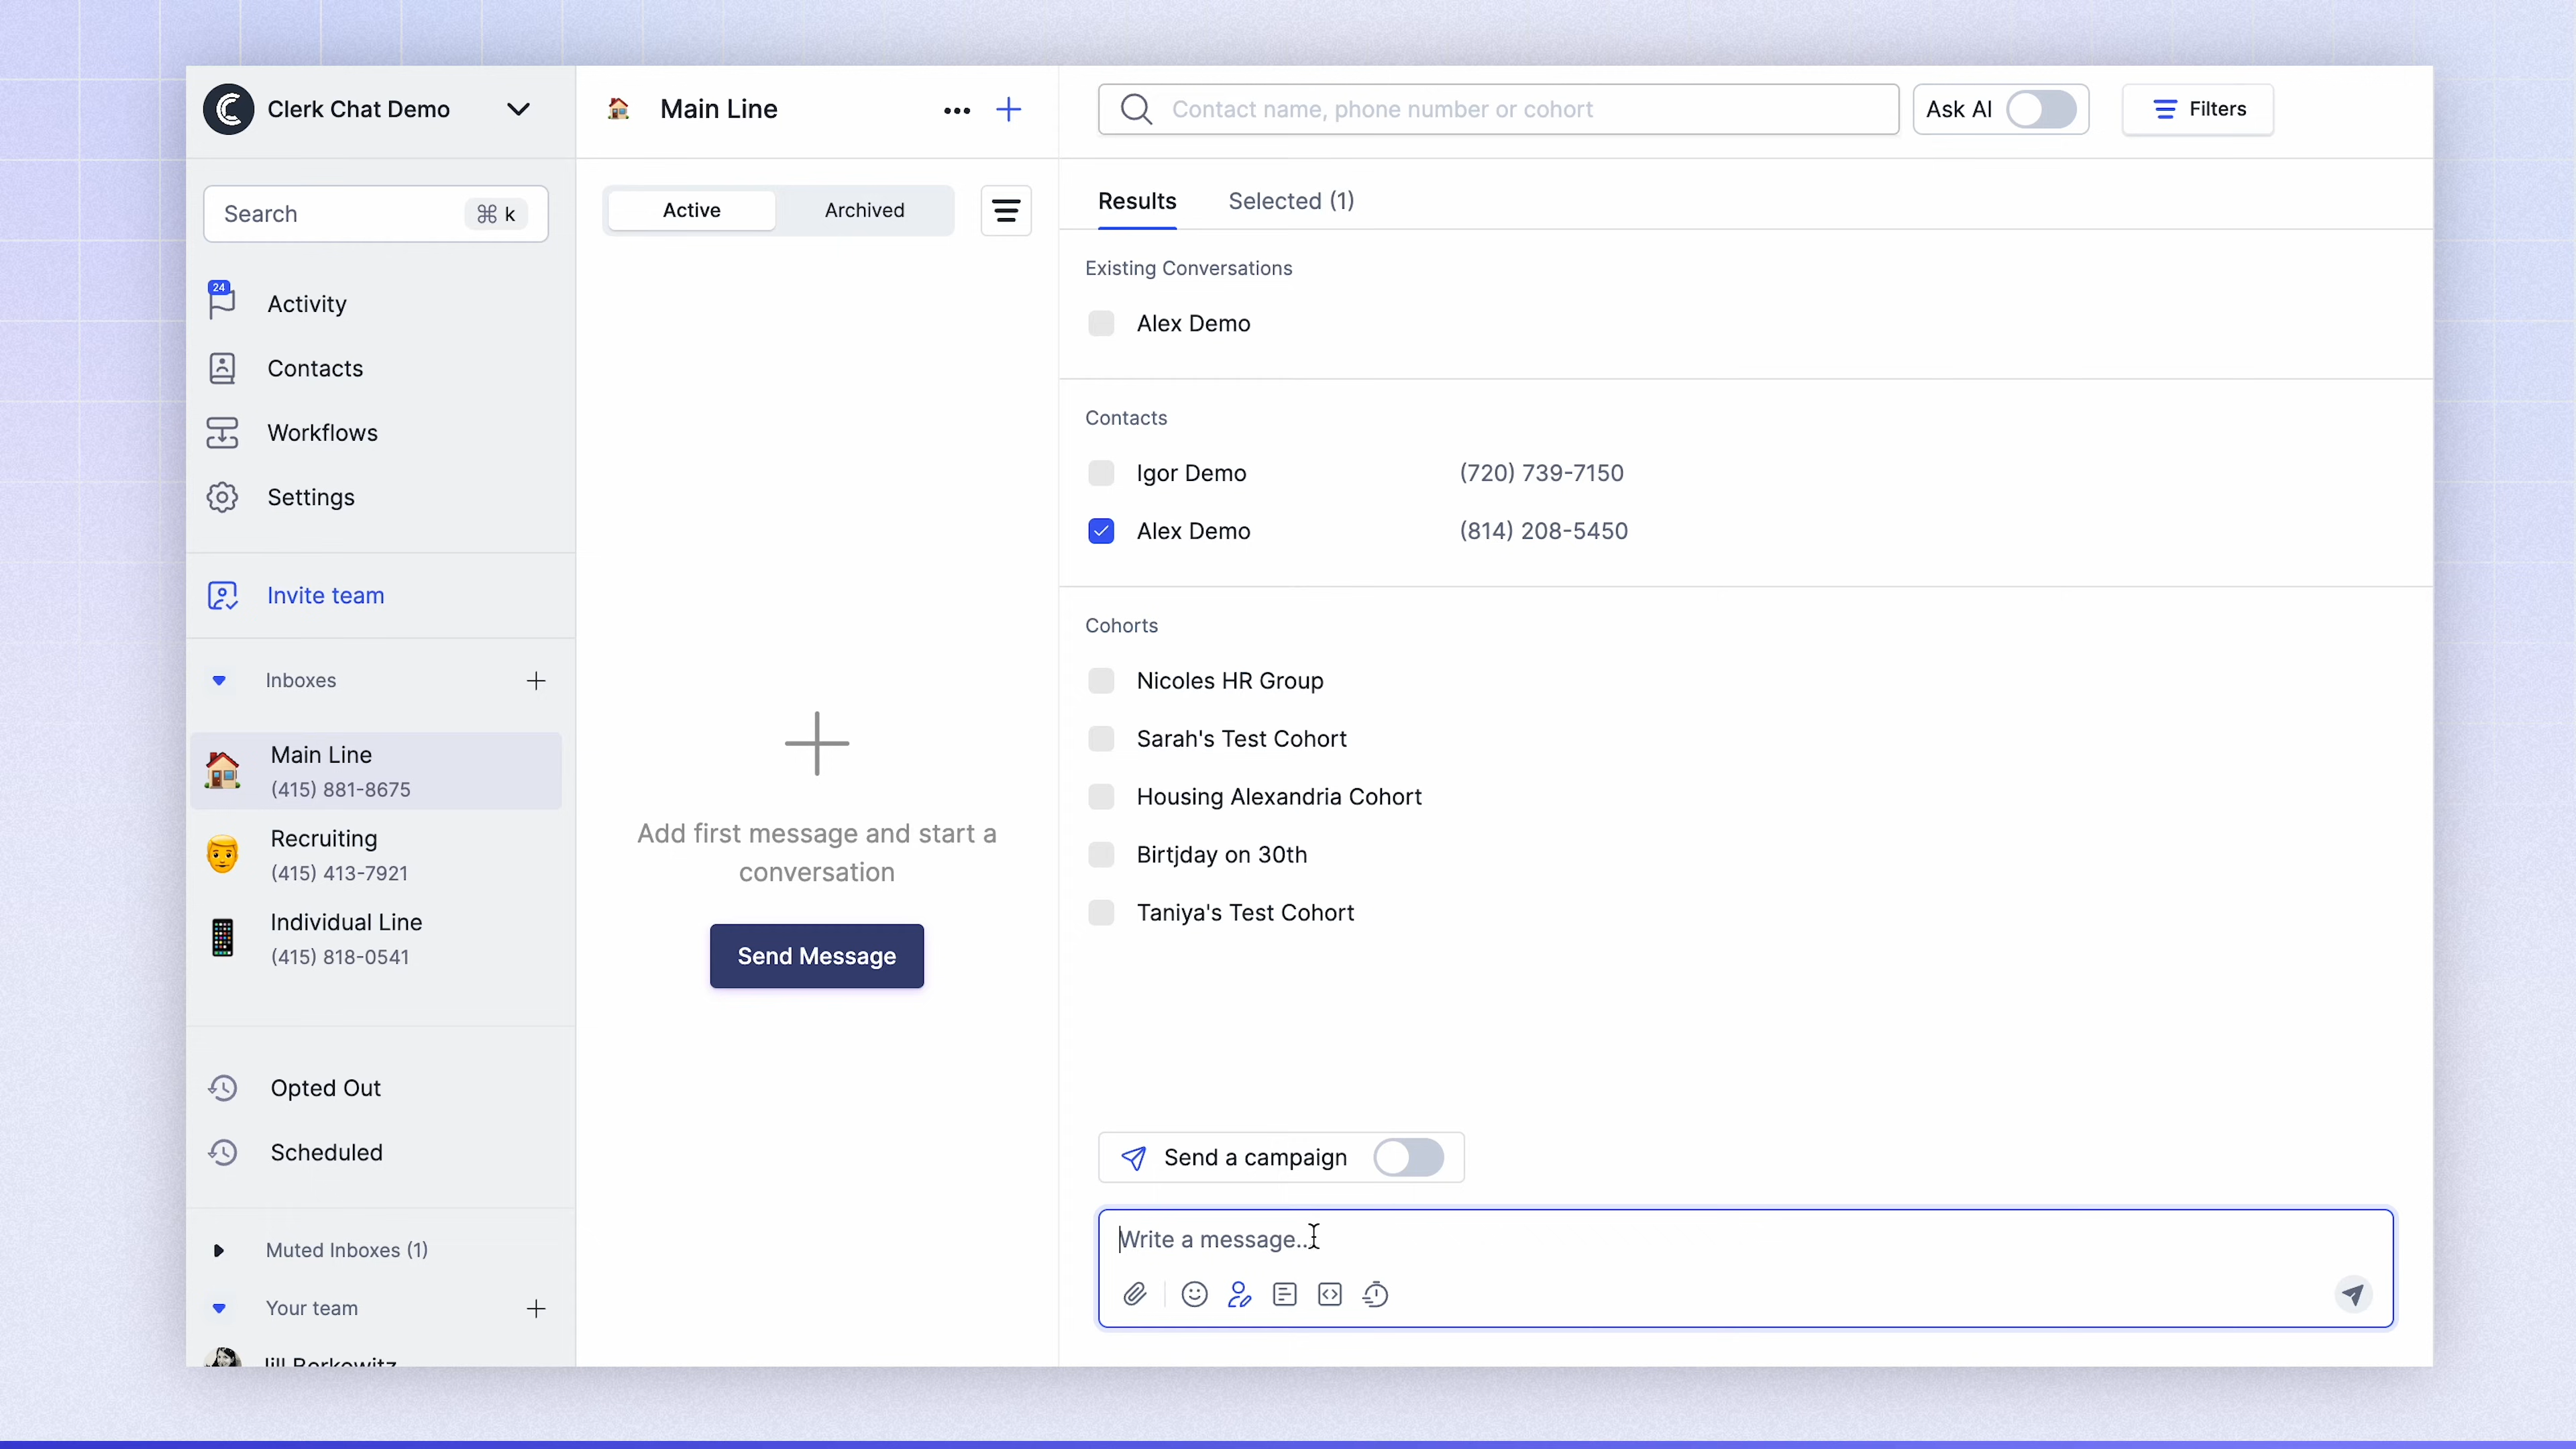 Clerk Chat Demo
Search
⌘ k
24
Activity
Contacts
Workflows
Settings
Invite team
Inboxes
Main Line
(415) 881-8675
Recruiting
(415) 413-7921
Individual Line
(415) 818-0541
Opted Out
Scheduled
Muted Inboxes (1)
Your team
Main Line
Active
Archived
Add first message and start a
conversation
Send Message
Contact name, phone number or cohort
Ask AI
Filters
Results
Selected (1)
Existing Conversations
Alex Demo
Contacts
Igor Demo
(720) 739-7150
Alex Demo
(814) 208-5450
Cohorts
Nicoles HR Group
Sarah's Test Cohort
Housing Alexandria Cohort
Birtjday on 30th
Taniya's Test Cohort
Send a campaign
Write a message...